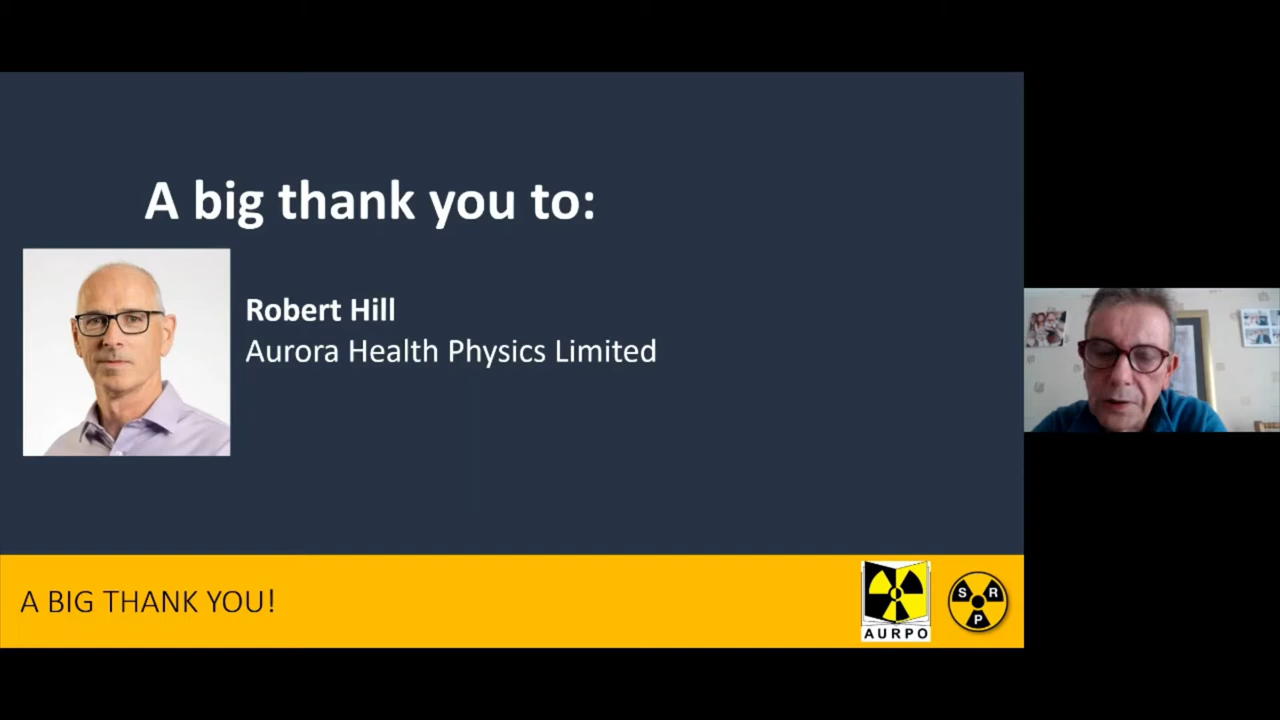 A big thank you to:
Robert Hill
Aurora Health Physics Limited
A BIG THANK YOU!
AURPO
S R P